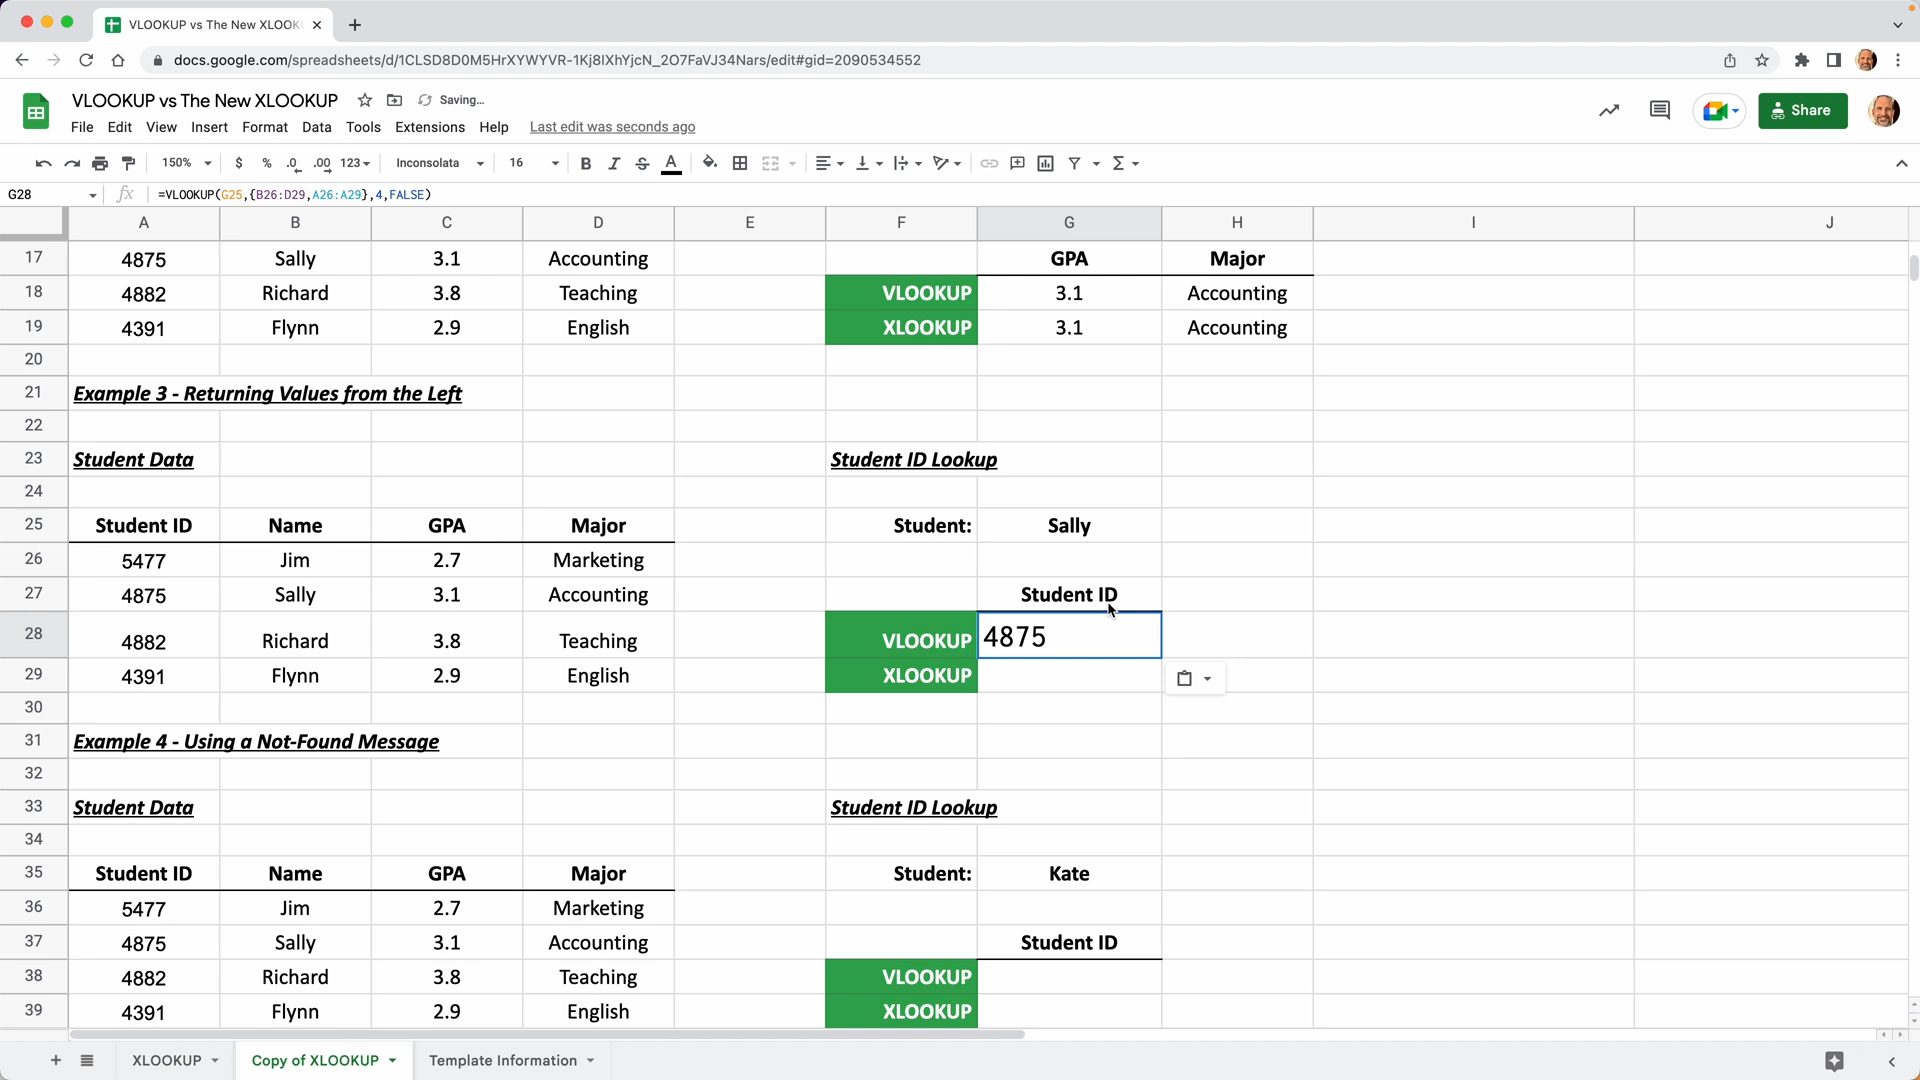 VLOOKUP vs The New XLOOK
docs.google.com/spreadsheets/d/1CLSD8D0M5HrXYWYVR-1Kj8IXhYjcN_2O7FaVJ34Nars/edit#gid=2090534552
VLOOKUP vs The New XLOOKUP Saving...
File Edit View Insert Format Data Tools Extensions Help Last edit was seconds ago
Share
150% $ % .0 .00 123 Inconsolata 16 B I S A Σ
G28 fx =VLOOKUP(G25,{B26:D29,A26:A29},4,FALSE)
A B C D E F G H I J
17 4875 Sally 3.1 Accounting GPA Major
18 4882 Richard 3.8 Teaching VLOOKUP 3.1 Accounting
19 4391 Flynn 2.9 English XLOOKUP 3.1 Accounting
20
21 Example 3 - Returning Values from the Left
22
23 Student Data Student ID Lookup
24
25 Student ID Name GPA Major Student: Sally
26 5477 Jim 2.7 Marketing
27 4875 Sally 3.1 Accounting Student ID
28 4882 Richard 3.8 Teaching VLOOKUP 4875
29 4391 Flynn 2.9 English XLOOKUP
30
31 Example 4 - Using a Not-Found Message
32
33 Student Data Student ID Lookup
34
35 Student ID Name GPA Major Student: Kate
36 5477 Jim 2.7 Marketing
37 4875 Sally 3.1 Accounting Student ID
38 4882 Richard 3.8 Teaching VLOOKUP
39 4391 Flynn 2.9 English XLOOKUP
XLOOKUP Copy of XLOOKUP Template Information